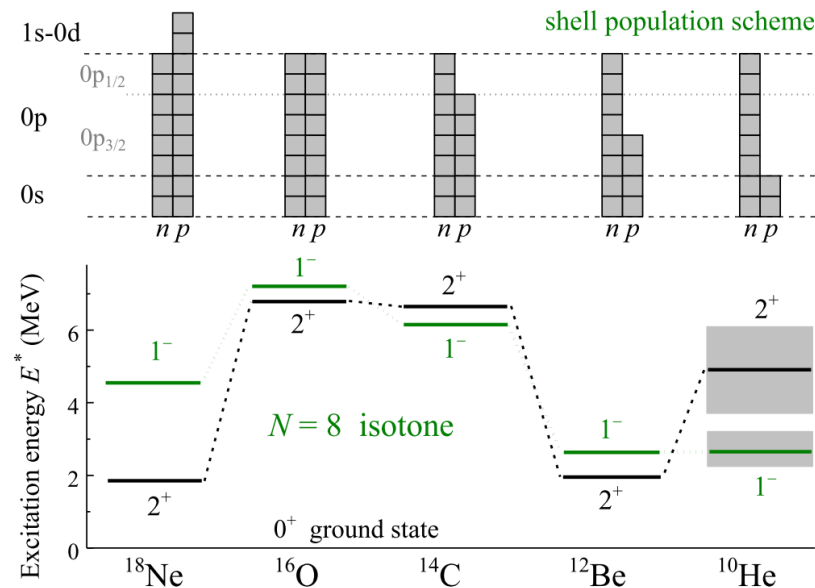 1s-0d
shell population scheme
0p₁/₂
0p
0p₃/₂
0s
n p n p n p n p n p
Excitation energy E* (MeV)
6
4
2
0
1⁻
2⁺
1⁻
2⁺
2⁺
1⁻
1⁻
2⁺
2⁺
1⁻
N = 8 isotone
0⁺ ground state
¹⁸Ne ¹⁶O ¹⁴C ¹²Be ¹⁰He